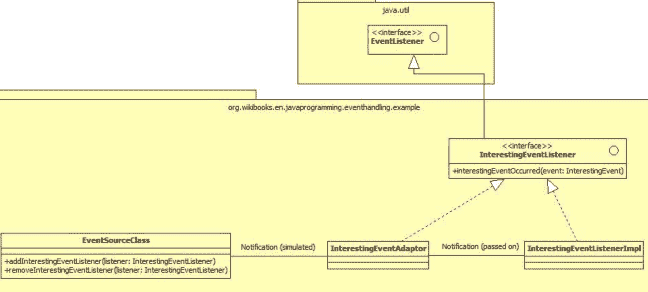 java.util
<<interface>>
EventListener
org.wikibooks.en.javaprogramming.eventhandling.example
<<interface>>
InterestingEventListener
+interestingEventOccurred(event: InterestingEvent)
EventSourceClass
+addInterestingEventListener(listener: InterestingEventListener)
+removeInterestingEventListener(listener: InterestingEventListener)
Notification (simulated)
InterestingEventAdaptor
Notification (passed on)
InterestingEventListenerImpl